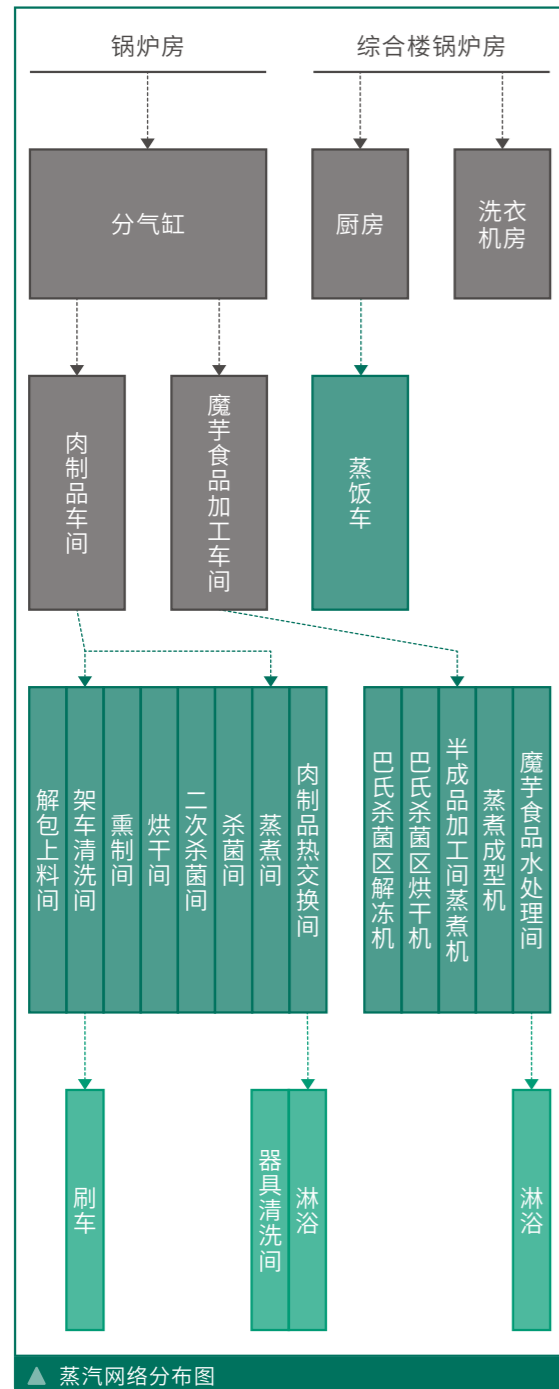 锅炉房
综合楼锅炉房
分气缸
厨房
洗衣
机房
肉制品车间
魔芋食品加工车间
蒸饭车
解包上料间
架车清洗间
熏制间
烘干间
二次杀菌间
杀菌间
蒸煮间
肉制品热交换间
巴氏杀菌区解冻机
巴氏杀菌区烘干机
半成品加工间蒸煮机
蒸煮成型机
魔芋食品水处理间
刷车
器具清洗间
淋浴
淋浴
蒸汽网络分布图